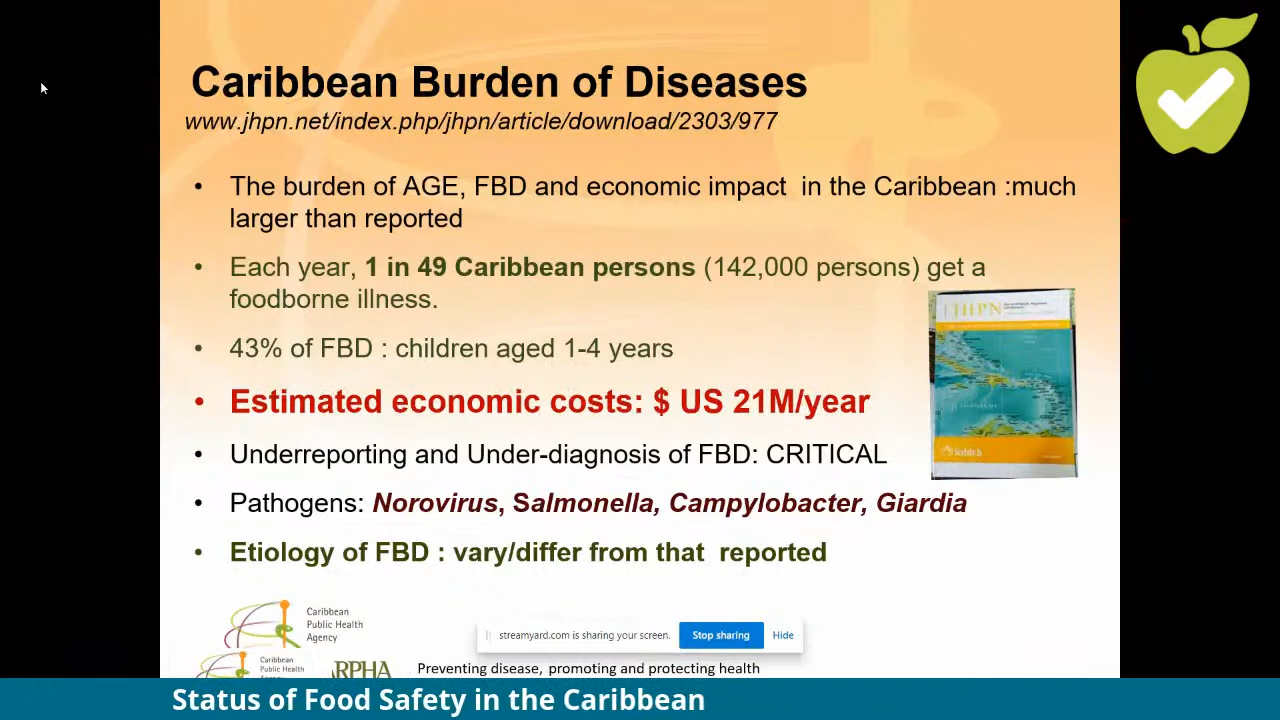 Caribbean Burden of Diseases
www.jhpn.net/index.php/jhpn/article/download/2303/977
• The burden of AGE, FBD and economic impact in the Caribbean :much
larger than reported
• Each year, 1 in 49 Caribbean persons (142,000 persons) get a
foodborne illness.
• 43% of FBD : children aged 1-4 years
• Estimated economic costs: $ US 21M/year
• Underreporting and Under-diagnosis of FBD: CRITICAL
• Pathogens: Norovirus, Salmonella, Campylobacter, Giardia
• Etiology of FBD : vary/differ from that reported
JHPN
icddr,b
Caribbean
Public Health
Agency
streamyard.com is sharing your screen.
Stop sharing
Hide
Caribbean
Public Health
Preventing disease, promoting and protecting health
Status of Food Safety in the Caribbean